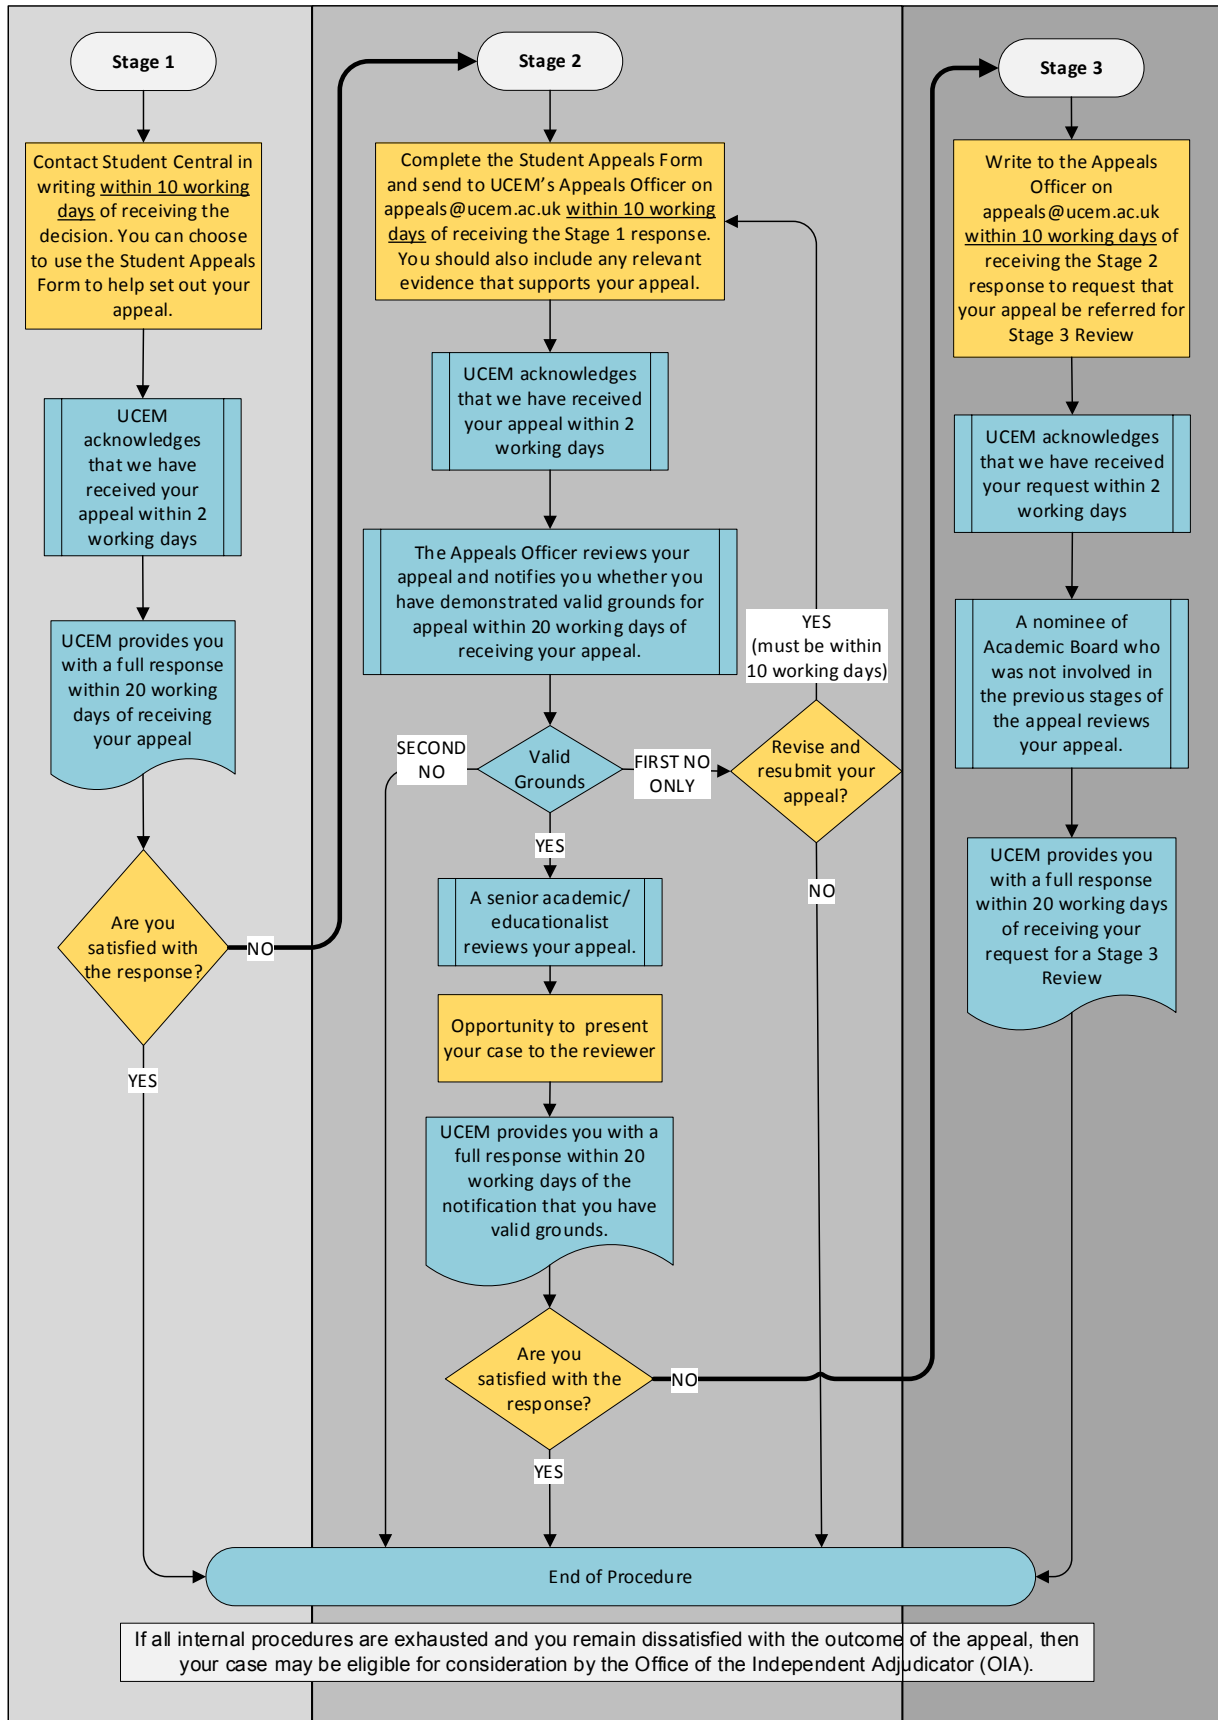 Stage 1
Contact Student Central in
writing within 10 working
days of receiving the
decision. You can choose
to use the Student Appeals
Form to help set out your
appeal.
UCEM
acknowledges
that we have
received your
appeal within 2
working days
UCEM provides you
with a full response
within 20 working
days of receiving
your appeal
Are you
satisfied with
the response?
NO
YES
Stage 2
Complete the Student Appeals Form
and send to UCEM's Appeals Officer on
appeals@ucem.ac.uk within 10 working
days of receiving the Stage 1 response.
You should also include any relevant
evidence that supports your appeal.
UCEM acknowledges
that we have received
your appeal within 2
working days
The Appeals Officer reviews your
appeal and notifies you whether you
have demonstrated valid grounds for
appeal within 20 working days of
receiving your appeal.
Valid
Grounds
SECOND
NO
FIRST NO
ONLY
Revise and
resubmit your
appeal?
YES
(must be within
10 working days)
NO
YES
A senior academic/
educationalist
reviews your appeal.
Opportunity to present
your case to the reviewer
UCEM provides you with a
full response within 20
working days of the
notification that you have
valid grounds.
Are you
satisfied with the
response?
NO
YES
Stage 3
Write to the Appeals
Officer on
appeals@ucem.ac.uk
within 10 working days of
receiving the Stage 2
response to request that
your appeal be referred for
Stage 3 Review
UCEM acknowledges
that we have received
your request within 2
working days
A nominee of
Academic Board who
was not involved in
the previous stages of
the appeal reviews
your appeal.
UCEM provides you
with a full response
within 20 working days
of receiving your
request for a Stage 3
Review
End of Procedure
If all internal procedures are exhausted and you remain dissatisfied with the outcome of the appeal, then
your case may be eligible for consideration by the Office of the Independent Adjudicator (OIA).